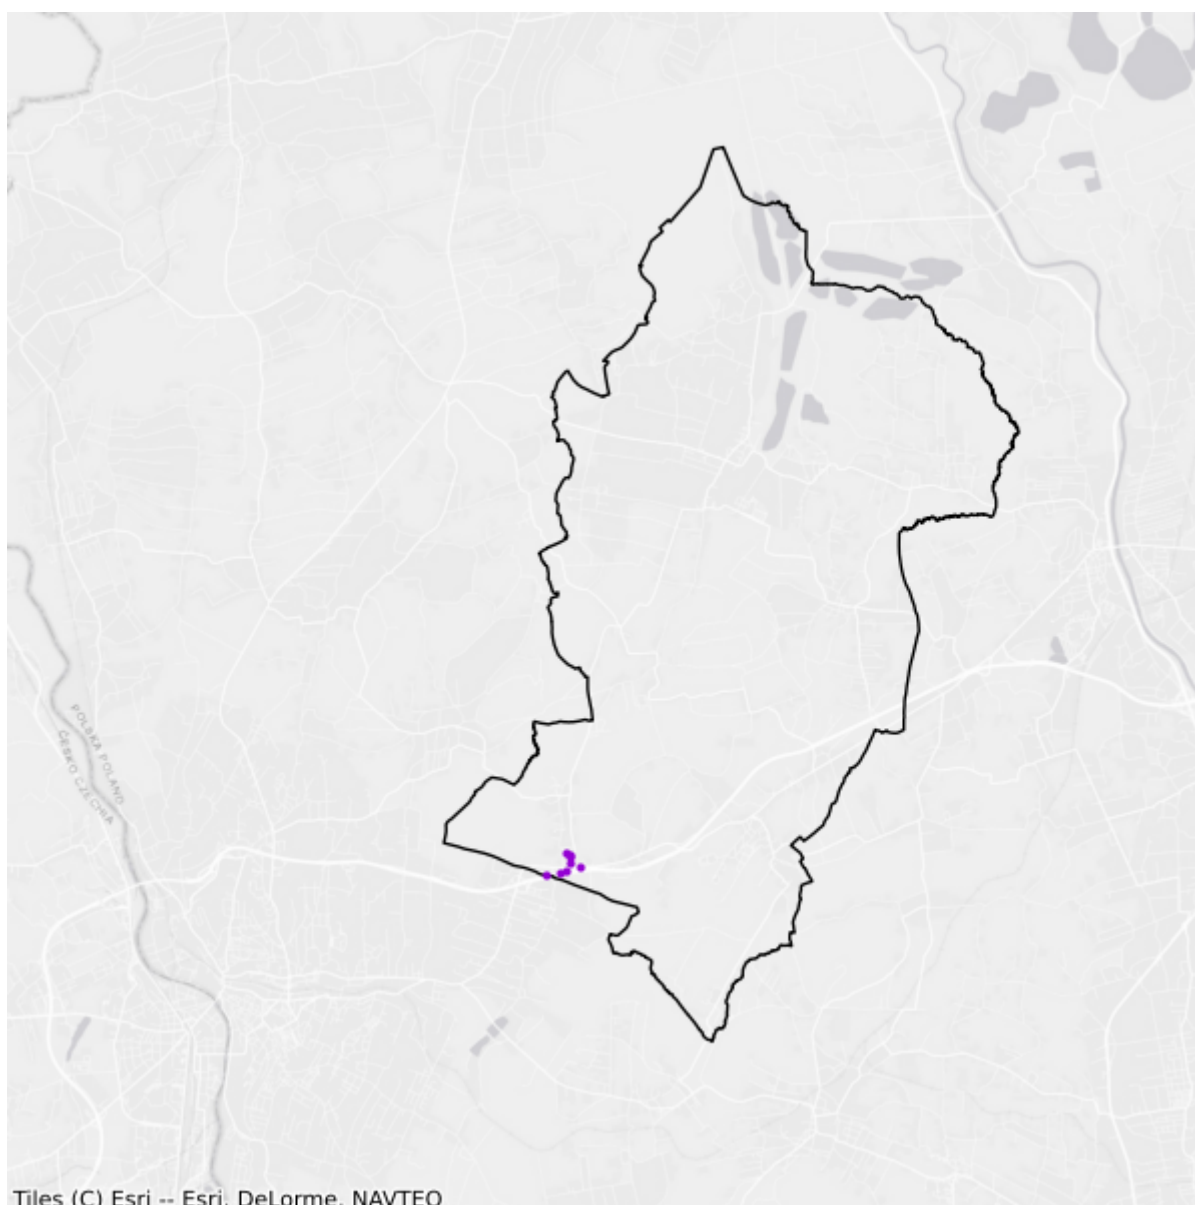 POLSKA POLAND
ČESKO CZECHIA
Tiles (C) Esri -- Esri, DeLorme, NAVTEQ